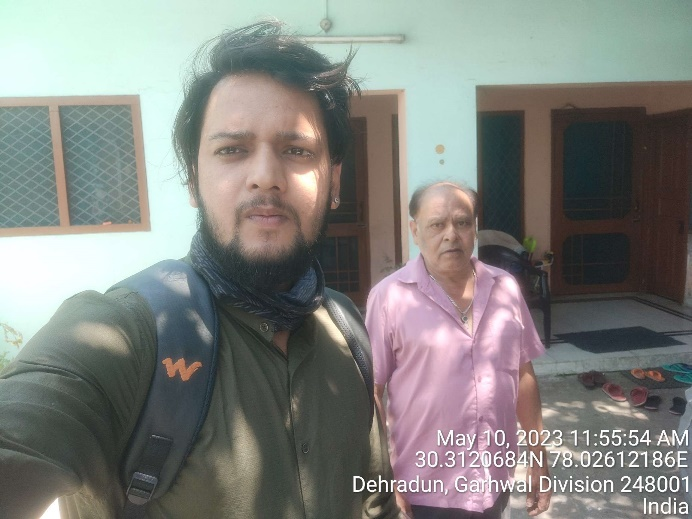 May 10, 2023 11:55:54 AM
30.3120684N 78.02612186E
Dehradun, Garhwal Division 248001
India